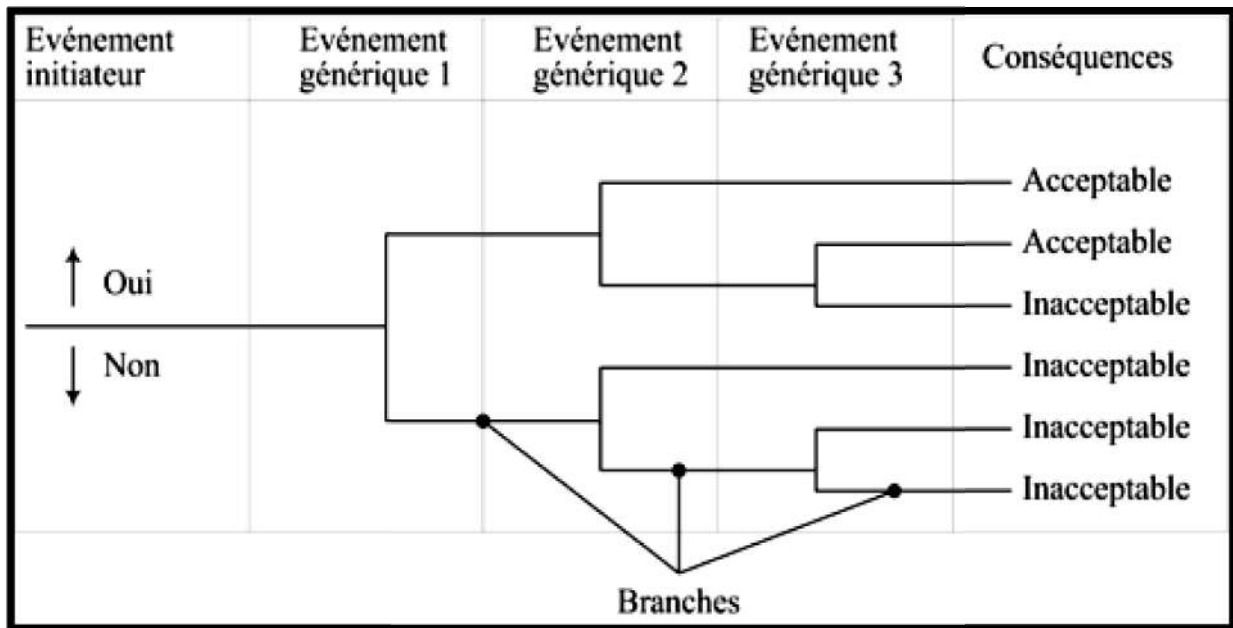 Evénement
initiateur
Evénement
générique 1
Evénement
générique 2
Evénement
générique 3
Conséquences
Acceptable
Acceptable
Oui
Inacceptable
Non
Inacceptable
Inacceptable
Inacceptable
Branches